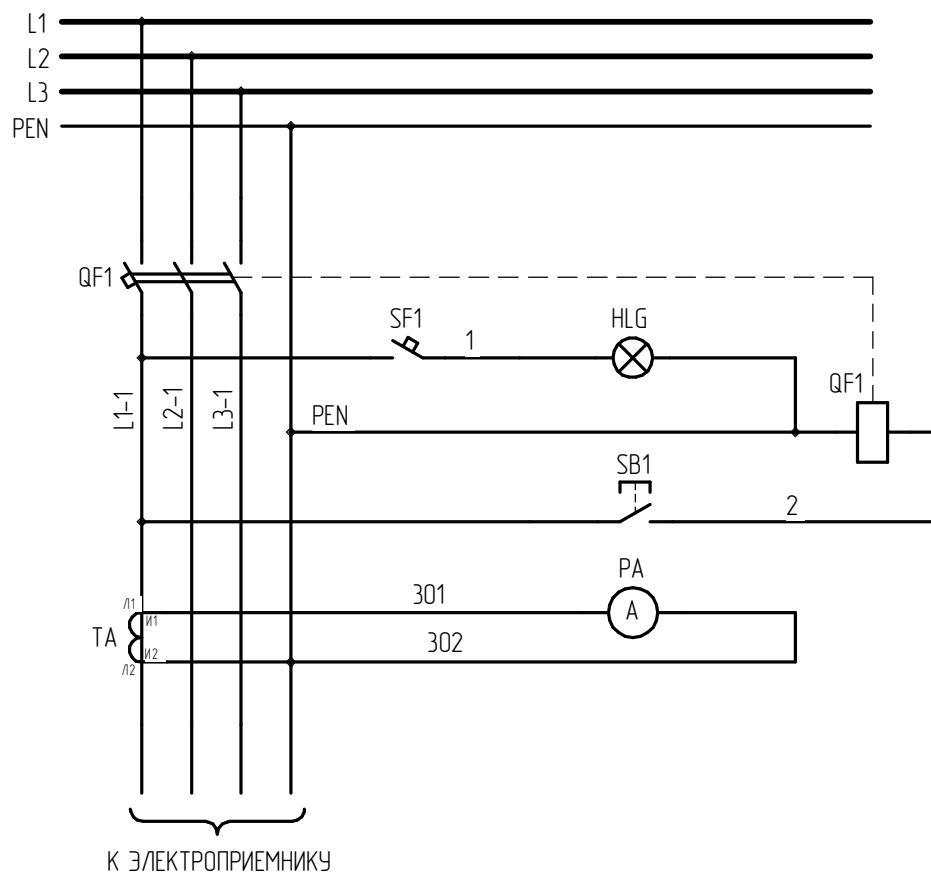 L1
L2
L3
PEN
QF1
SF1
1
HLG
QF1
L1-1
L2-1
L3-1
PEN
SB1
2
PA
A
Л1
И1
301
TA
И2
Л2
302
К ЭЛЕКТРОПРИЕМНИКУ